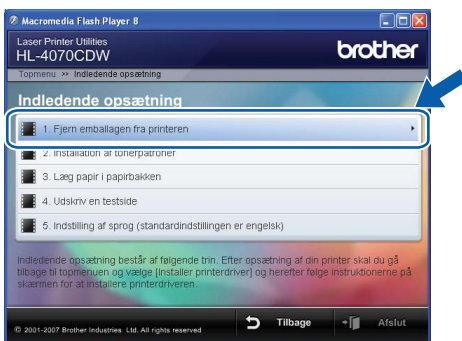 Macromedia Flash Player 8
Laser Printer Utilities
HL-4070CDW
brother
Topmenu >> Indledende opsætning
Indledende opsætning
1. Fjern emballagen fra printeren
2. Installation af tonerpatroner
3. Læg papir i papirbakken
4. Udskriv en testside
5. Indstilling af sprog (standardindstillingen er engelsk)
Indledende opsætning består af følgende trin. Efter opsætning af din printer skal du gå
tilbage til topmenuen og vælge [Installer printerdriver] og herefter følge instruktionerne på
skærmen for at installere printerdriveren.
© 2001-2007 Brother Industries Ltd. All rights reserved
Tilbage
Afslut